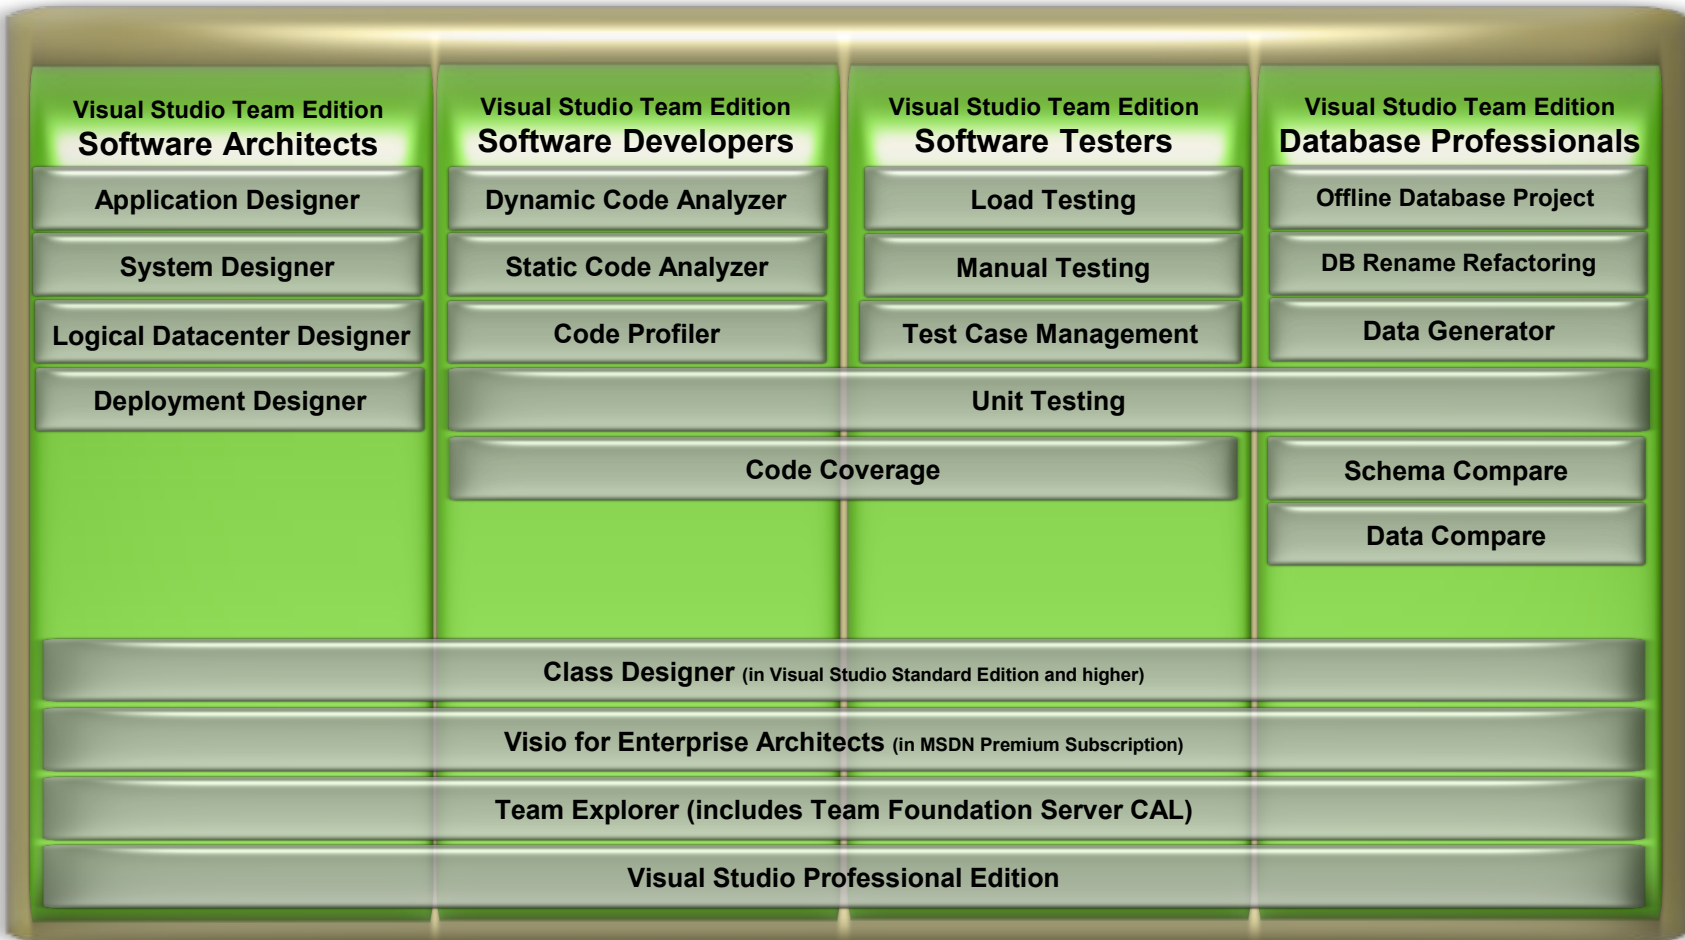 Visual Studio Team Edition
Software Architects
Visual Studio Team Edition
Software Developers
Visual Studio Team Edition
Software Testers
Visual Studio Team Edition
Database Professionals
Application Designer
Dynamic Code Analyzer
Load Testing
Offline Database Project
System Designer
Static Code Analyzer
Manual Testing
DB Rename Refactoring
Logical Datacenter Designer
Code Profiler
Test Case Management
Data Generator
Deployment Designer
Unit Testing
Code Coverage
Schema Compare
Data Compare
Class Designer (in Visual Studio Standard Edition and higher)
Visio for Enterprise Architects (in MSDN Premium Subscription)
Team Explorer (includes Team Foundation Server CAL)
Visual Studio Professional Edition